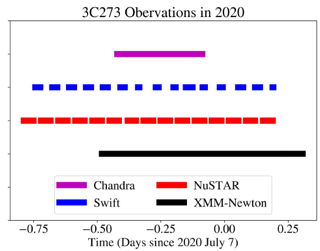 3C273 Obervations in 2020
Chandra
NuSTAR
Swift
XMM-Newton
−0.75 −0.50 −0.25 0.00 0.25
Time (Days since 2020 July 7)